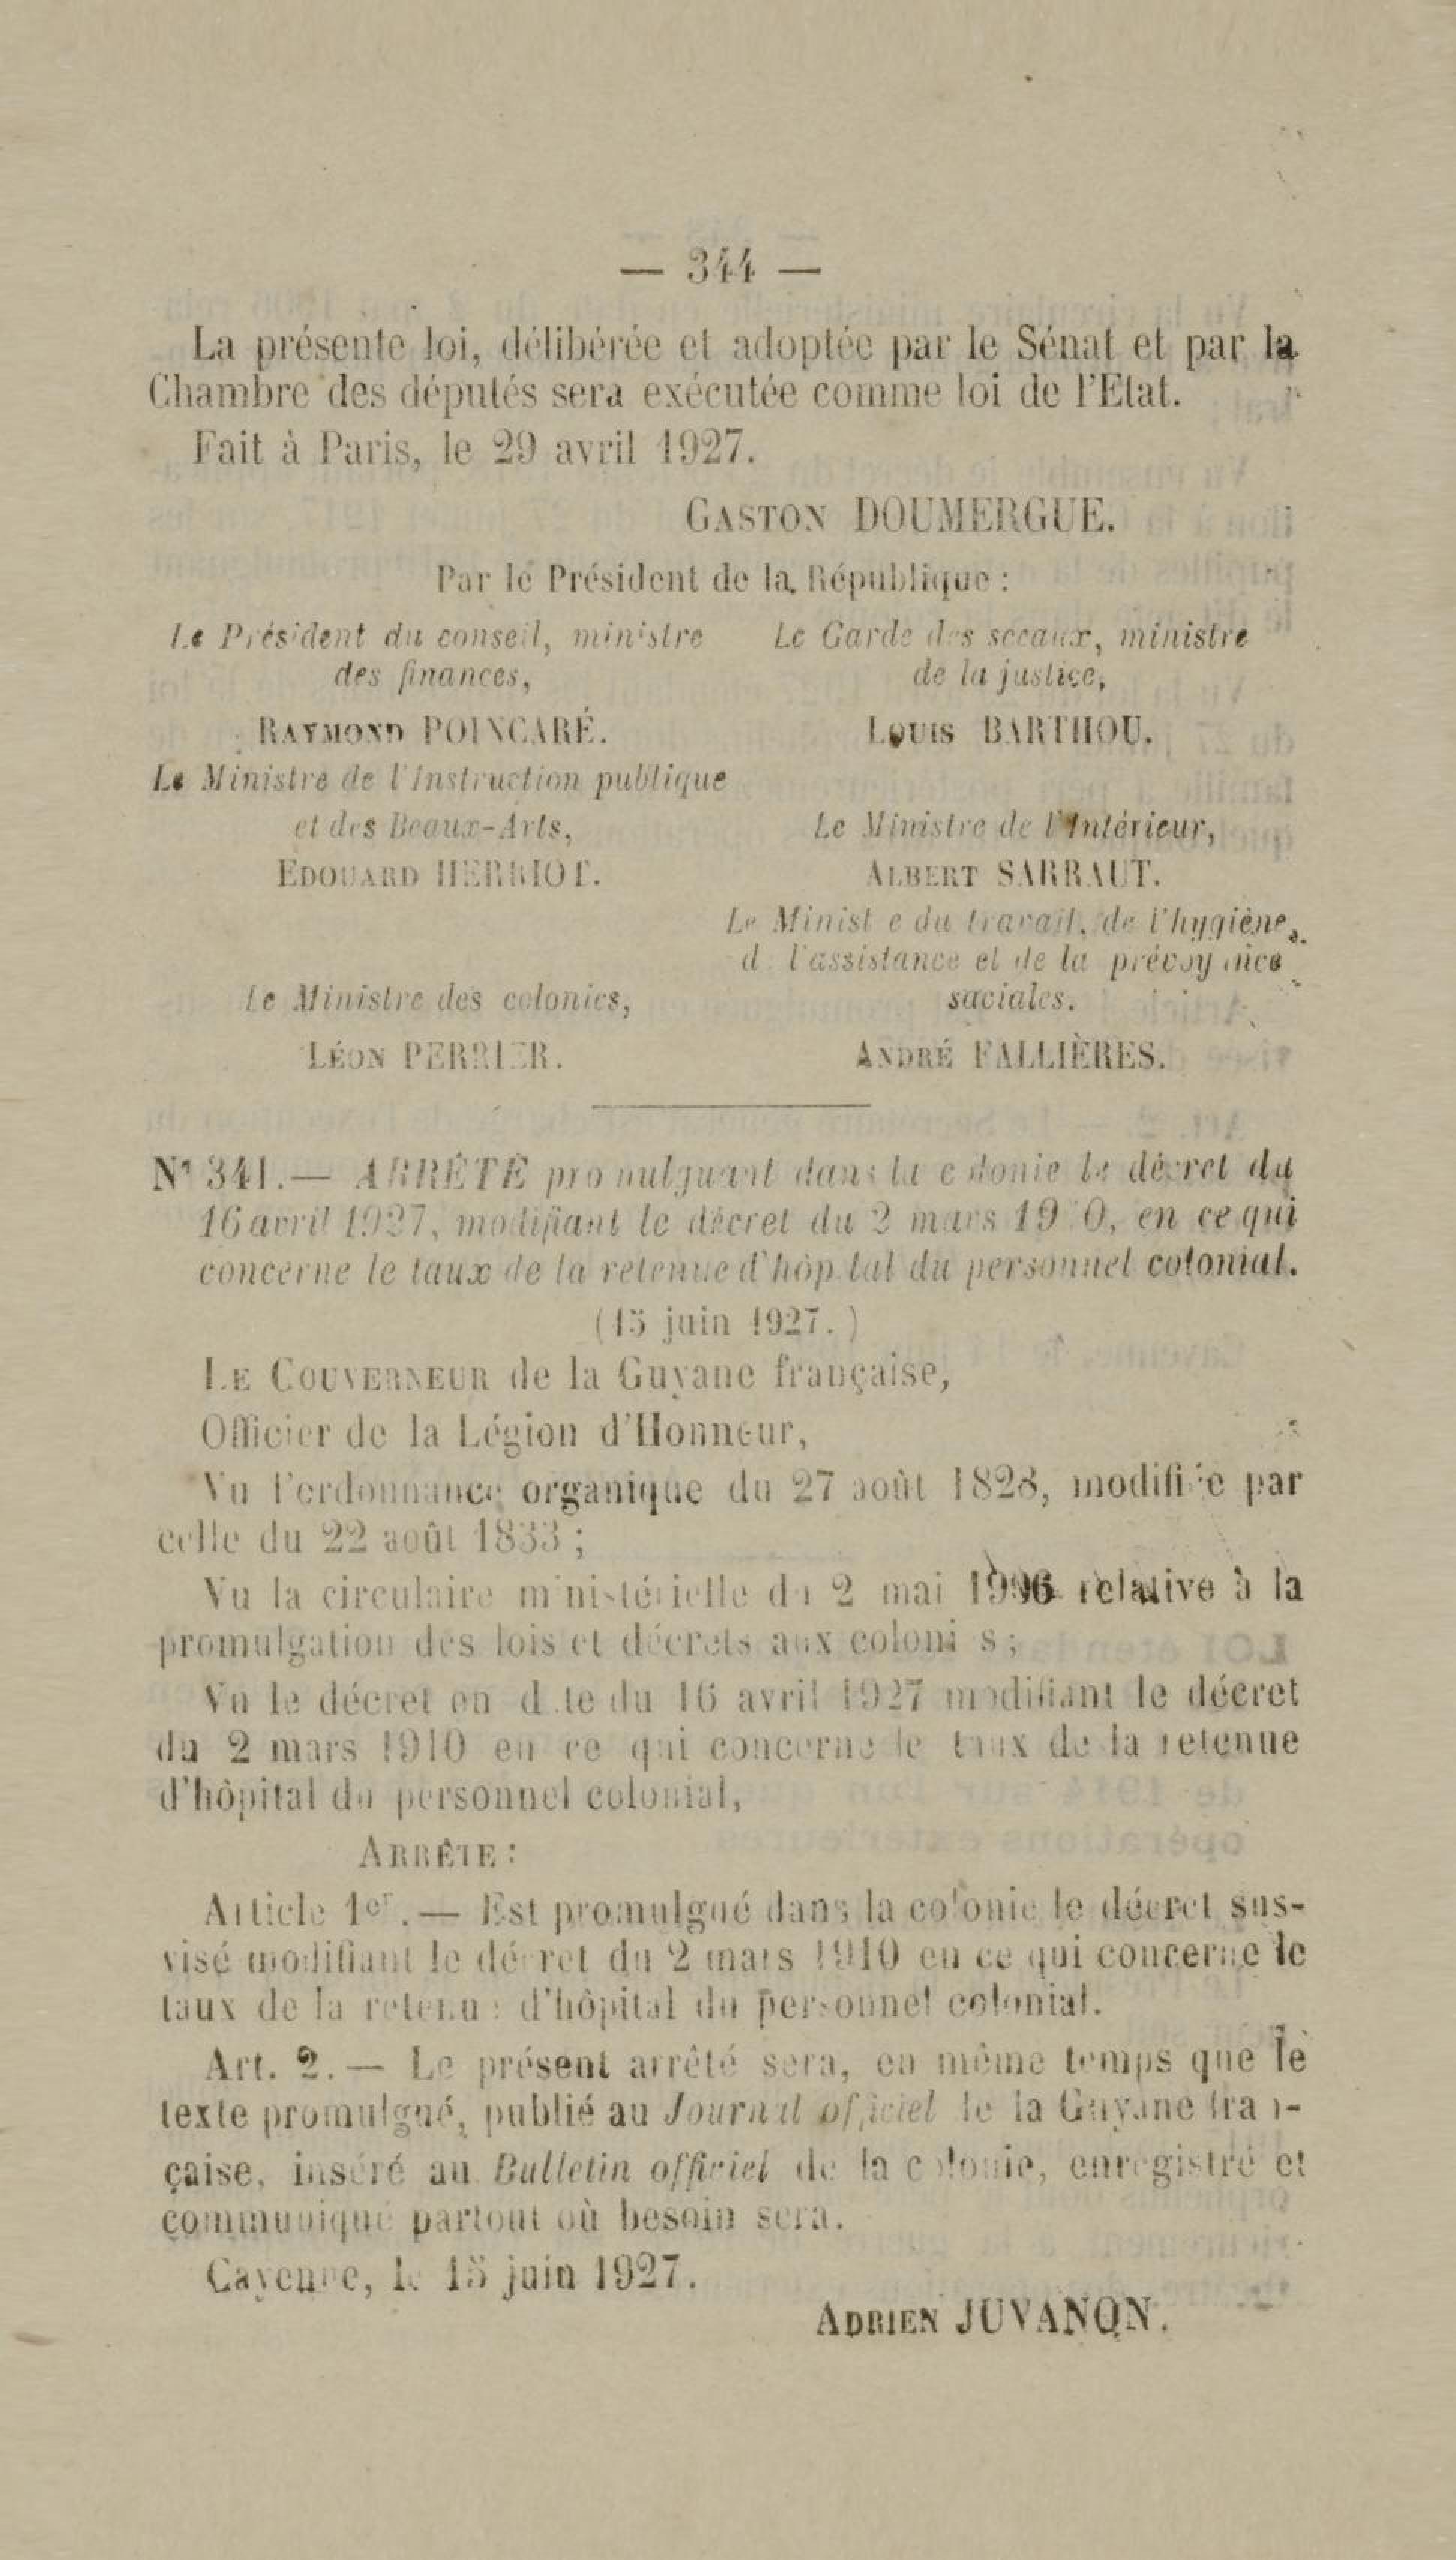 — 344 —
La présente loi, délibérée et adoptée par le Sénat et par la
Chambre des députés sera exécutée comme loi de l'Etat.
Fait à Paris, le 29 avril 1927.
GASTON DOUMERGUE.
Par le Président de la République :
Le Président du conseil, ministre
des finances,
RAYMOND POINCARÉ.
Le Garde des sceaux, ministre
de la justice,
LOUIS BARTHOU.
Le Ministre de l'Instruction publique
et des Beaux-Arts,
EDOUARD HERRIOT.
Le Ministre de l'Intérieur,
ALBERT SARRAUT.
Le Ministre des colonies,
LÉON PERRIER.
Le Ministre du travail, de l'hygiène,
de l'assistance et de la prévoyance
sociales.
ANDRÉ FALLIÈRES.
N° 341. — ARRÊTÉ promulguant dans la colonie le décret du
16 avril 1927, modifiant le décret du 2 mars 1910, en ce qui
concerne le taux de la retenue d'hôpital du personnel colonial.
(15 juin 1927.)
LE GOUVERNEUR de la Guyane française,
Officier de la Légion d'Honneur,
Vu l'ordonnance organique du 27 août 1828, modifiée par
celle du 22 août 1833 ;
Vu la circulaire ministérielle du 2 mai 1906 relative à la
promulgation des lois et décrets aux colonies ;
Vu le décret en date du 16 avril 1927 modifiant le décret
du 2 mars 1910 en ce qui concerne le taux de la retenue
d'hôpital du personnel colonial,
ARRÊTE :
Article 1er. — Est promulgué dans la colonie le décret sus-
visé modifiant le décret du 2 mars 1910 en ce qui concerne le
taux de la retenue d'hôpital du personnel colonial.
Art. 2. — Le présent arrêté sera, en même temps que le
texte promulgué, publié au Journal officiel de la Guyane fran-
çaise, inséré au Bulletin officiel de la colonie, enregistré et
communiqué partout où besoin sera.
Cayenne, le 15 juin 1927.
ADRIEN JUVANON.